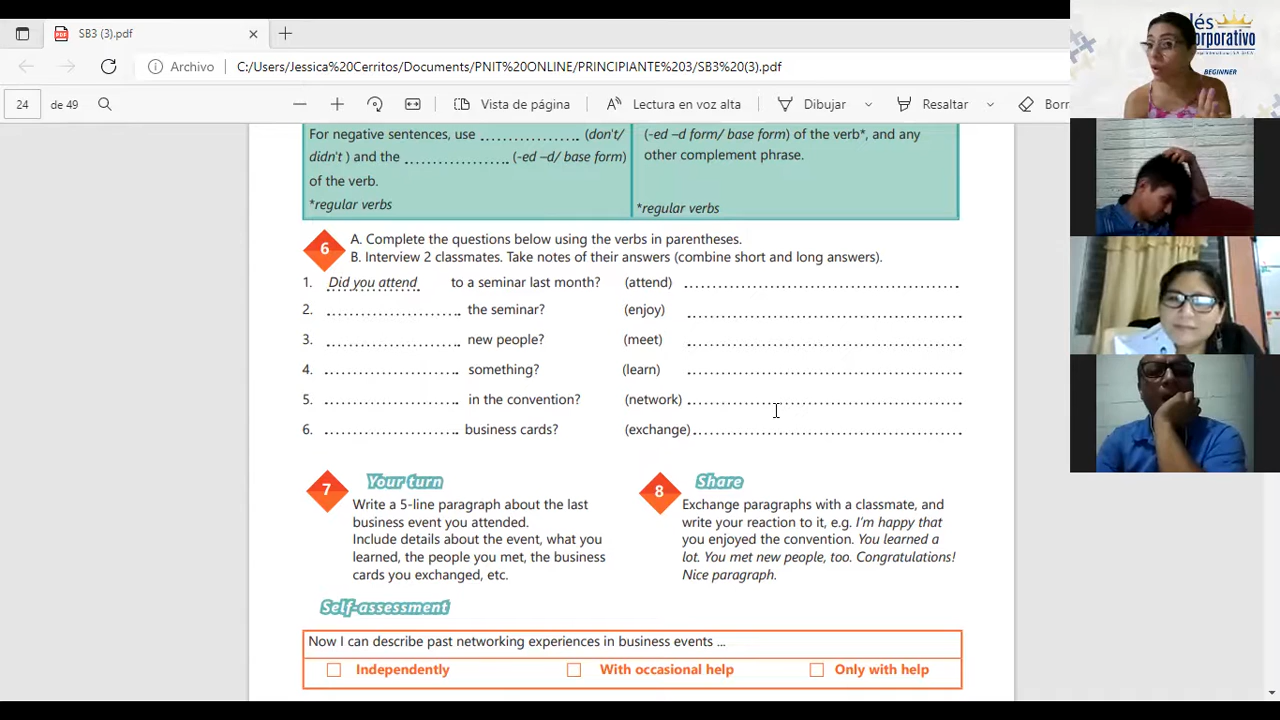 SB3 (3).pdf
Archivo
C:/Users/Jessica%20Cerritos/Documents/PNT%20ONLINE/PRINCIPIANTE%203/SB3%20(3).pdf
24 de 49
Vista de página
Lectura en voz alta
Dibujar
Resaltar
Borr
For negative sentences, use .................... (don't/
didn't ) and the ..................... (-ed –d/ base form)
of the verb.
*regular verbs
(-ed –d form/ base form) of the verb*, and any
other complement phrase.
*regular verbs
6
A. Complete the questions below using the verbs in parentheses.
B. Interview 2 classmates. Take notes of their answers (combine short and long answers).
1. Did you attend to a seminar last month? (attend) ......................................................
2. ........................... the seminar? (enjoy) ......................................................
3. ........................... new people? (meet) ......................................................
4. ........................... something? (learn) ......................................................
5. ........................... in the convention? (network) ......................................................
6. ........................... business cards? (exchange) .....................................................
7 Your turn
Write a 5-line paragraph about the last
business event you attended.
Include details about the event, what you
learned, the people you met, the business
cards you exchanged, etc.
8 Share
Exchange paragraphs with a classmate, and
write your reaction to it, e.g. I'm happy that
you enjoyed the convention. You learned a
lot. You met new people, too. Congratulations!
Nice paragraph.
Self-assessment
Now I can describe past networking experiences in business events ...
Independently
With occasional help
Only with help
BEGINNER